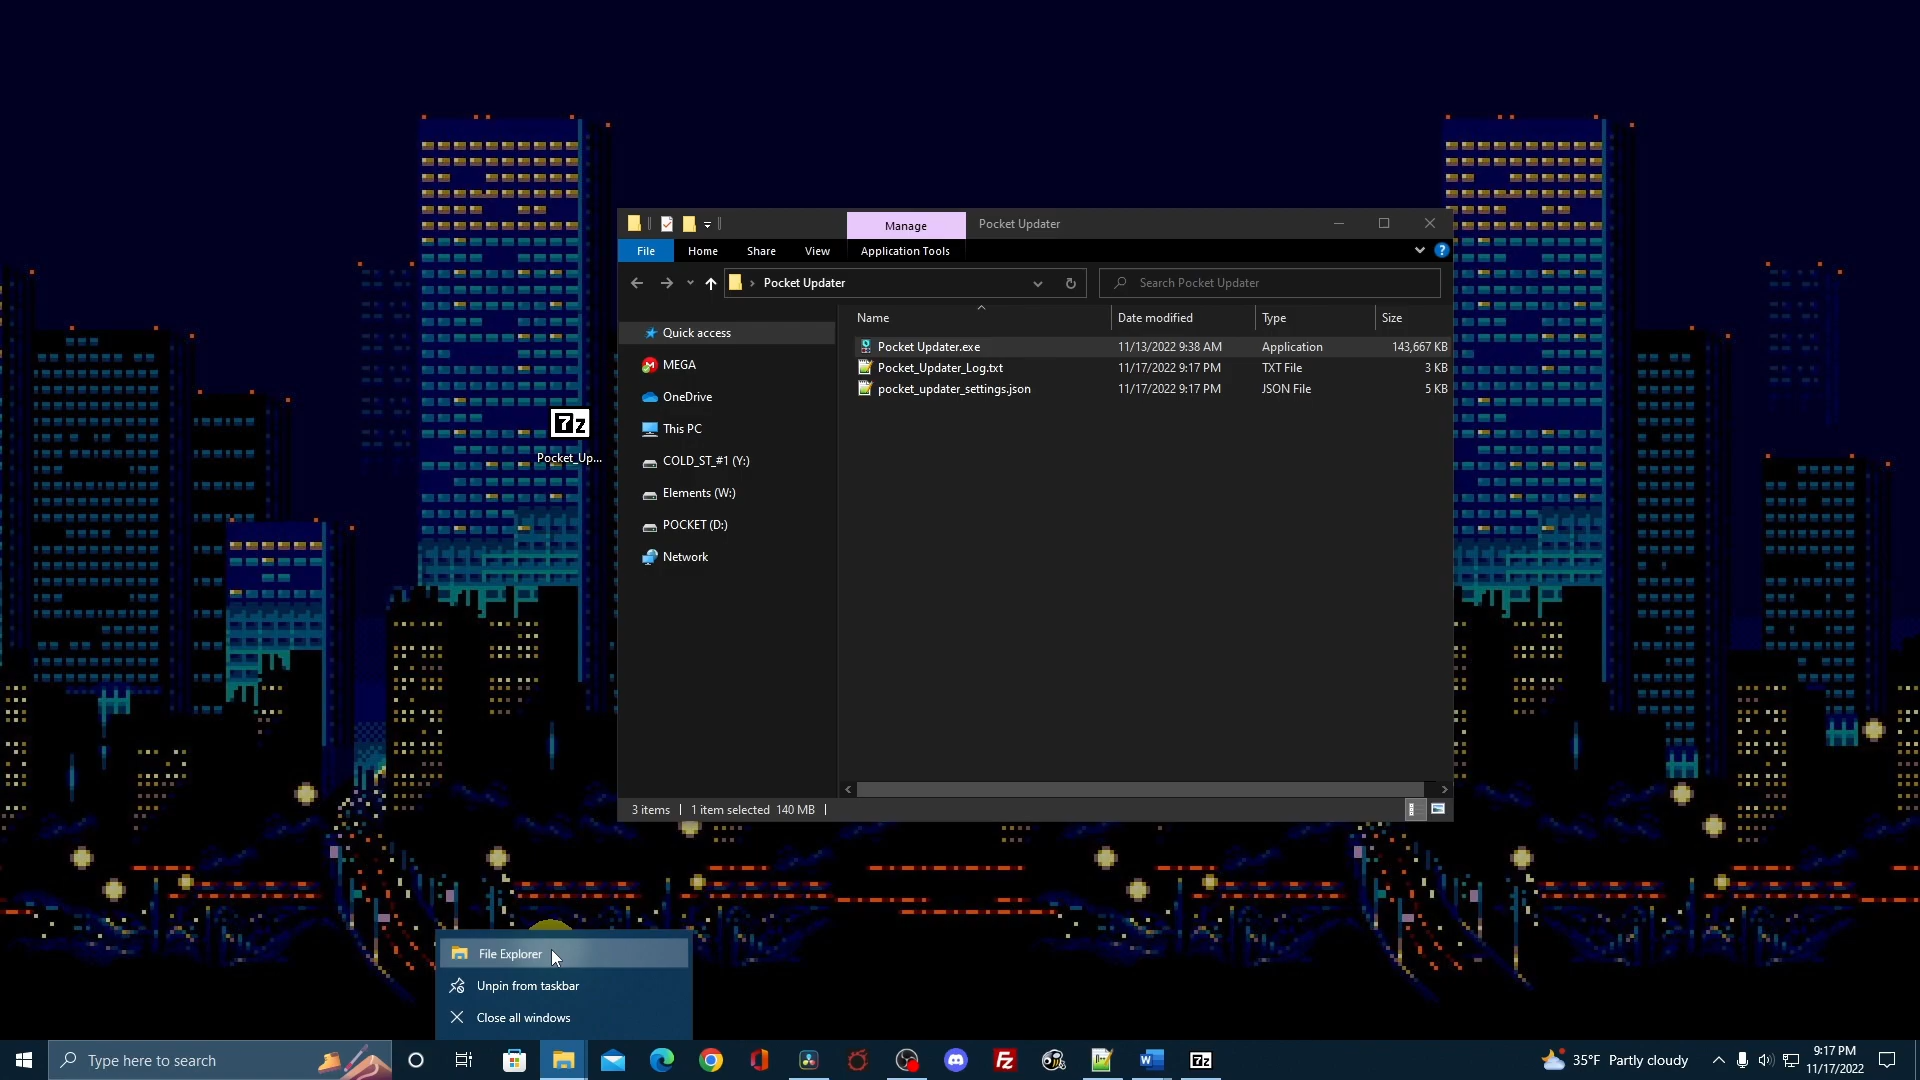 Manage
Pocket Updater
File
Home
Share
View
Application Tools
Pocket Updater
Search Pocket Updater
Name
Date modified
Type
Size
Quick access
MEGA
OneDrive
This PC
COLD_ST_#1 (Y:)
Elements (W:)
POCKET (D:)
Network
Pocket Updater.exe 11/13/2022 9:38 AM Application 143,667 KB
Pocket_Updater_Log.txt 11/17/2022 9:17 PM TXT File 3 KB
pocket_updater_settings.json 11/17/2022 9:17 PM JSON File 5 KB
7z
Pocket_Up...
3 items
1 item selected 140 MB
File Explorer
Unpin from taskbar
Close all windows
Type here to search
7z
35°F Partly cloudy
9:17 PM
11/17/2022